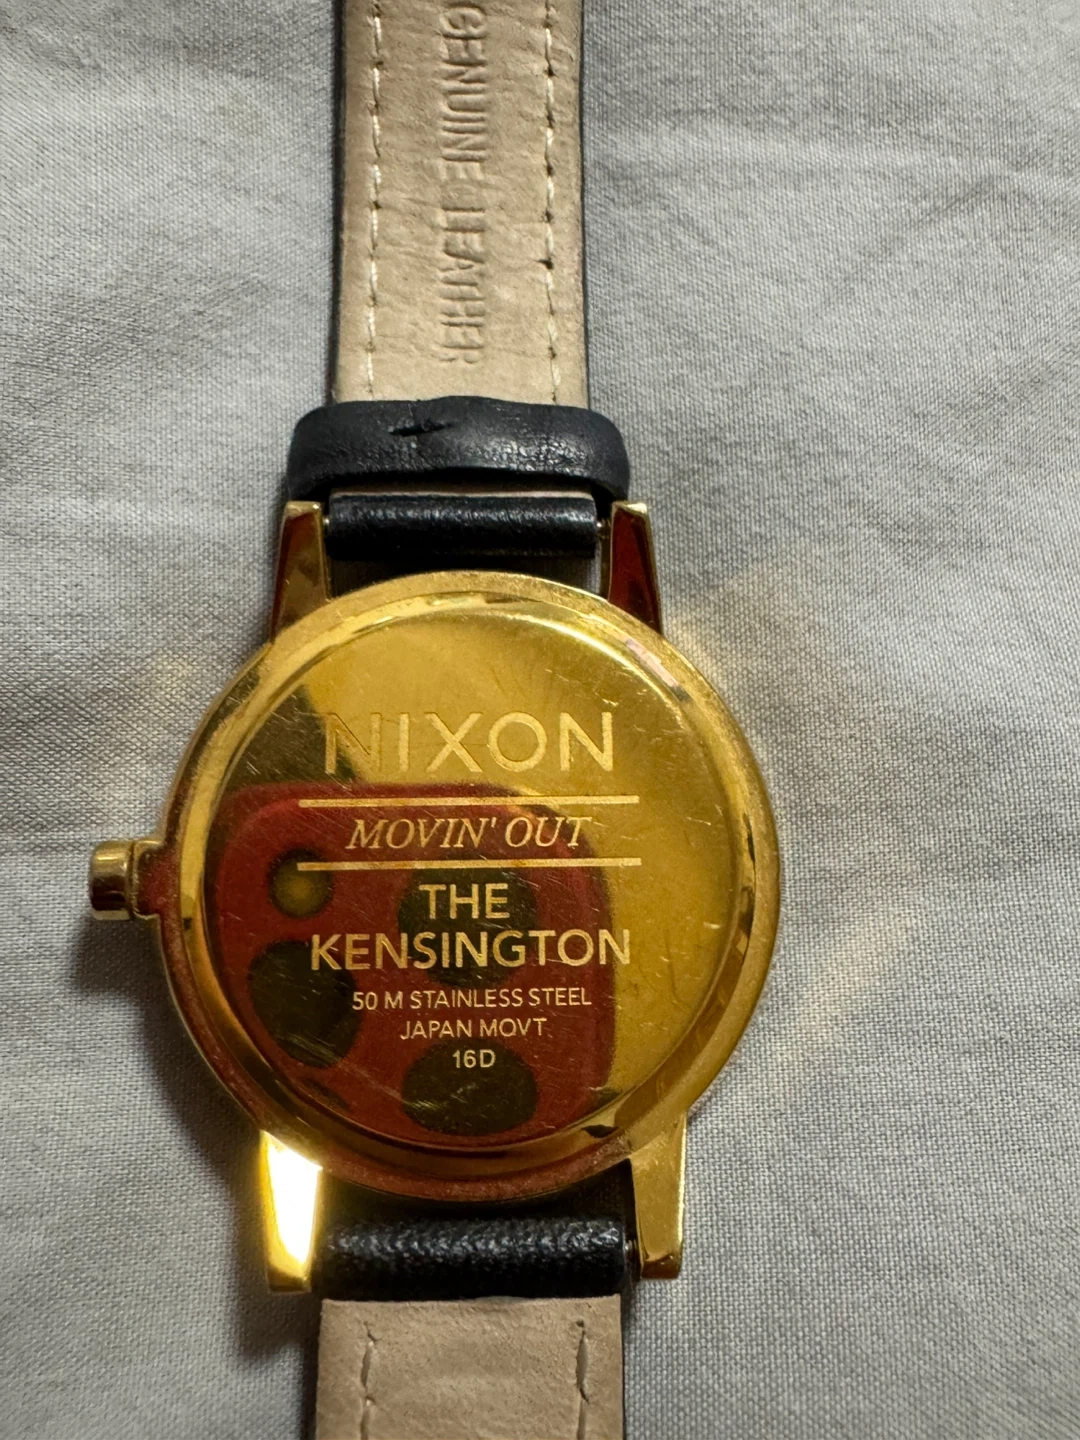 GENUINE LEATHER
NIXON
MOVIN' OUT
THE
KENSINGTON
50 M STAINLESS STEEL
JAPAN MOVT
16D